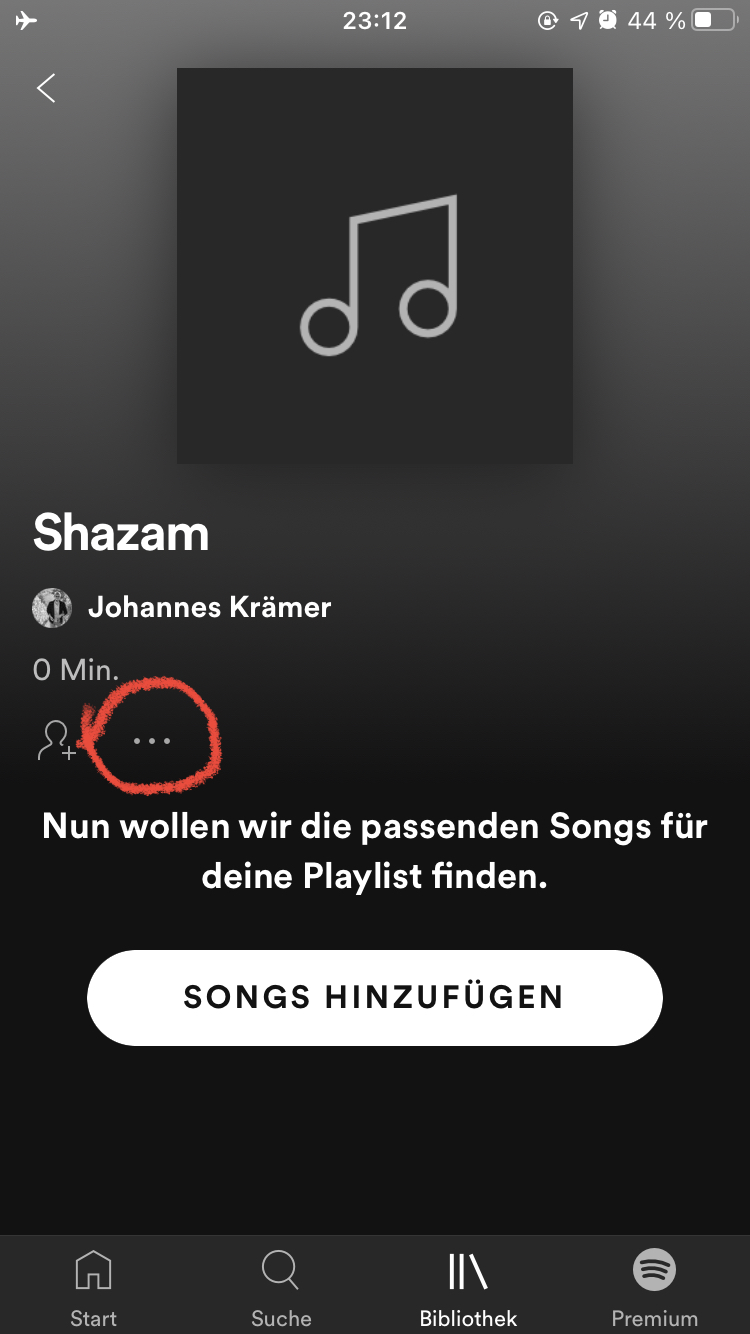 23:12
44 %
Shazam
Johannes Krämer
0 Min.
Nun wollen wir die passenden Songs für
deine Playlist finden.
SONGS HINZUFÜGEN
Start Suche Bibliothek Premium